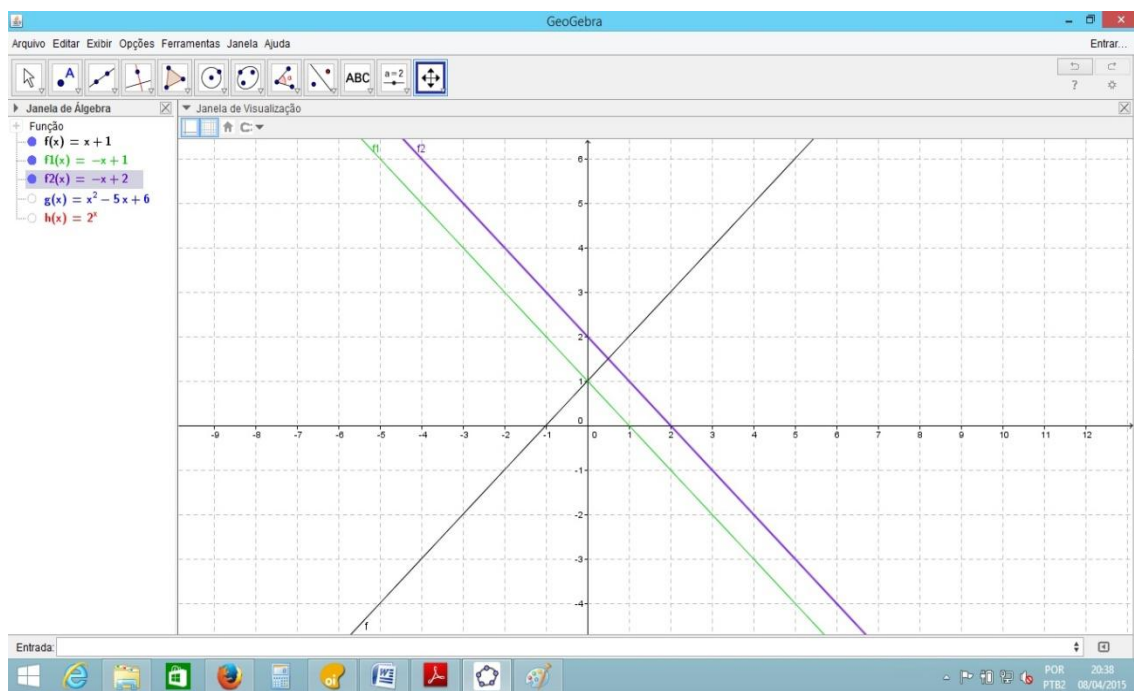 GeoGebra
Arquivo Editar Exibir Opções Ferramentas Janela Ajuda
Entrar...
A
α
ABC
a=2
?
Janela de Álgebra
Janela de Visualização
Função
f(x) = x + 1
f1(x) = −x + 1
f2(x) = −x + 2
g(x) = x² − 5 x + 6
h(x) = 2ˣ
f1 f2
6
5
4
3
2
1
0
-9 -8 -7 -6 -5 -4 -3 -2 -1 0 1 2 3 4 5 6 7 8 9 10 11 12
-1
-2
-3
-4
f
Entrada:
oi
W
POR
PTB2
20:38
08/04/2015